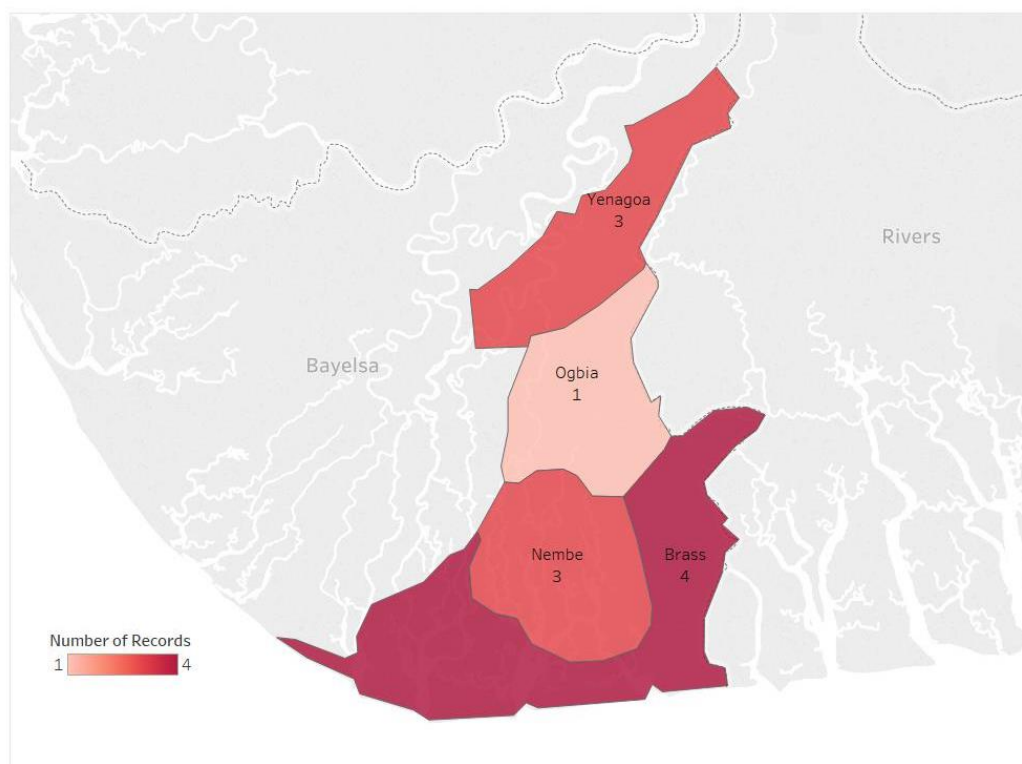 Yenagoa
3
Rivers
Bayelsa
Ogbia
1
Nembe
3
Brass
4
Number of Records
1 4